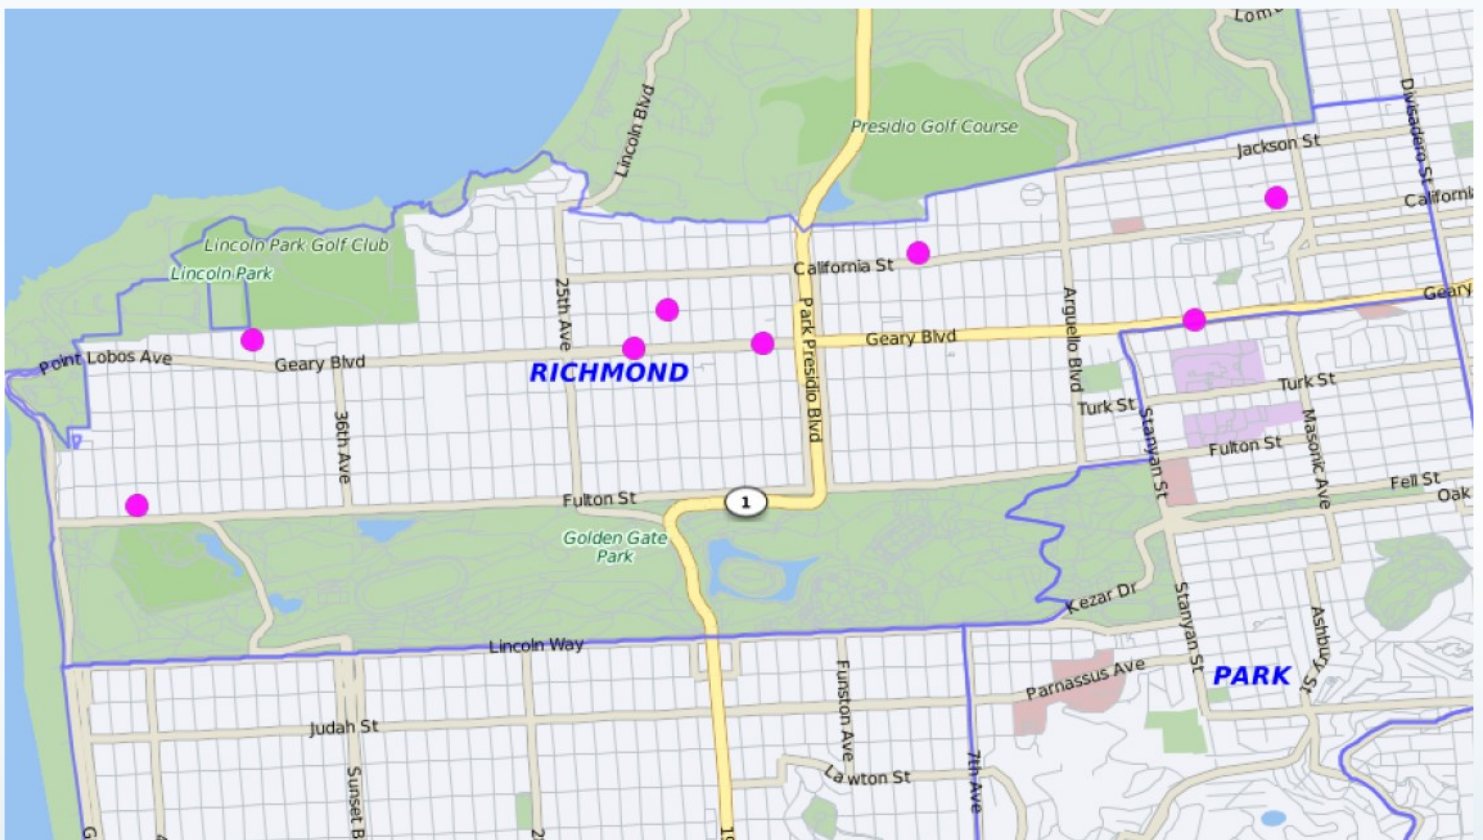 Lomb
Lincoln Blvd
Presidio Golf Course
Divisadero St
Jackson St
California
Lincoln Park Golf Club
Lincoln Park
California St
25th Ave
Park Presidio Blvd
Arguello Blvd
Geary
Point Lobos Ave
Geary Blvd
Geary Blvd
RICHMOND
Turk St
Turk St
36th Ave
Stanyan St
Masonic Ave
Fulton St
Fulton St
Fell St
Oak
1
Golden Gate
Park
Kezar Dr
Stanyan St
Ashbury St
Lincoln Way
PARK
Funston Ave
Parnassus Ave
Judah St
7th Ave
Lawton St
Sunset B
19